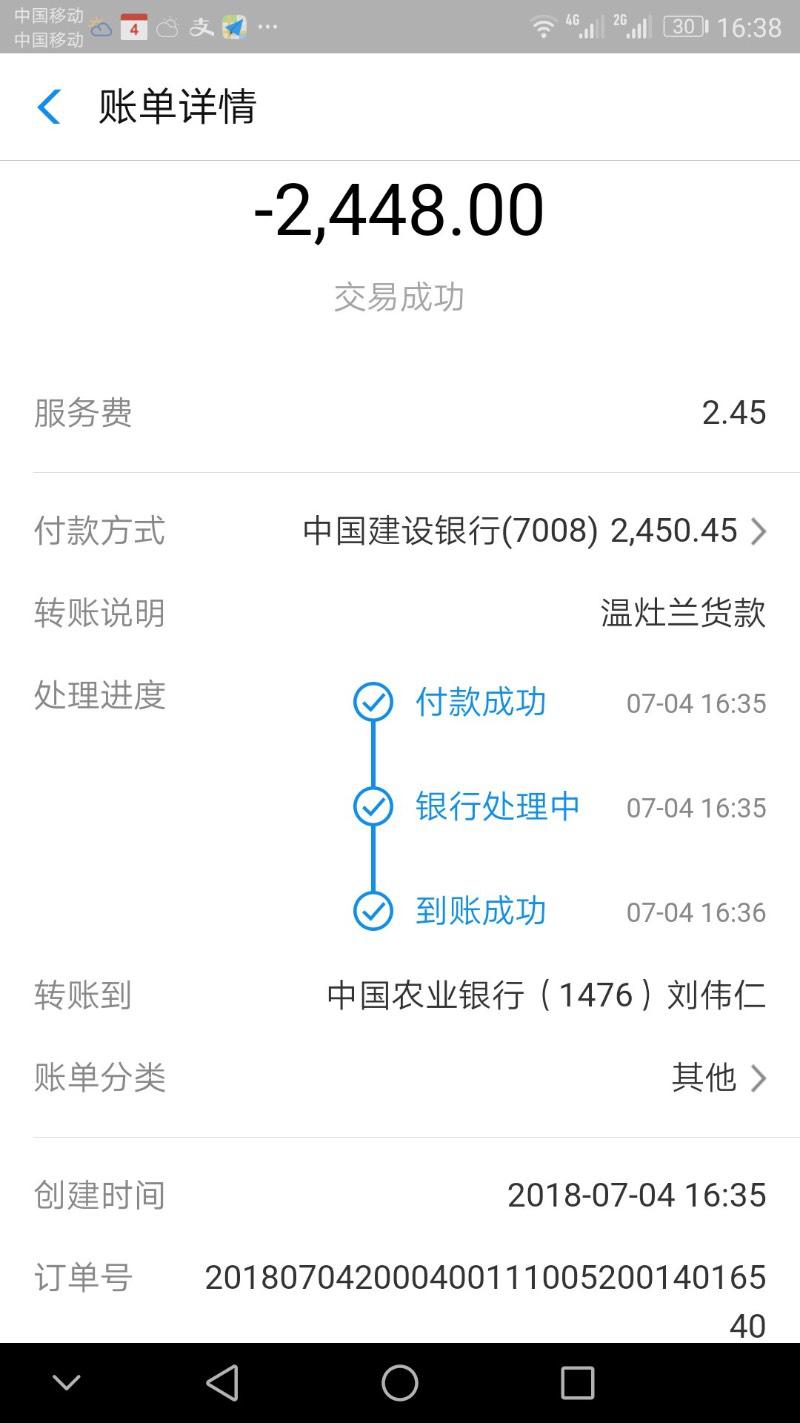 中国移动
中国移动
4
支
···
4G
2G
30
16:38
账单详情
-2,448.00
交易成功
服务费 2.45
付款方式 中国建设银行(7008) 2,450.45
转账说明 温灶兰货款
处理进度 付款成功 07-04 16:35
银行处理中 07-04 16:35
到账成功 07-04 16:36
转账到 中国农业银行（1476）刘伟仁
账单分类 其他
创建时间 2018-07-04 16:35
订单号 201807042000400111005200140165
40